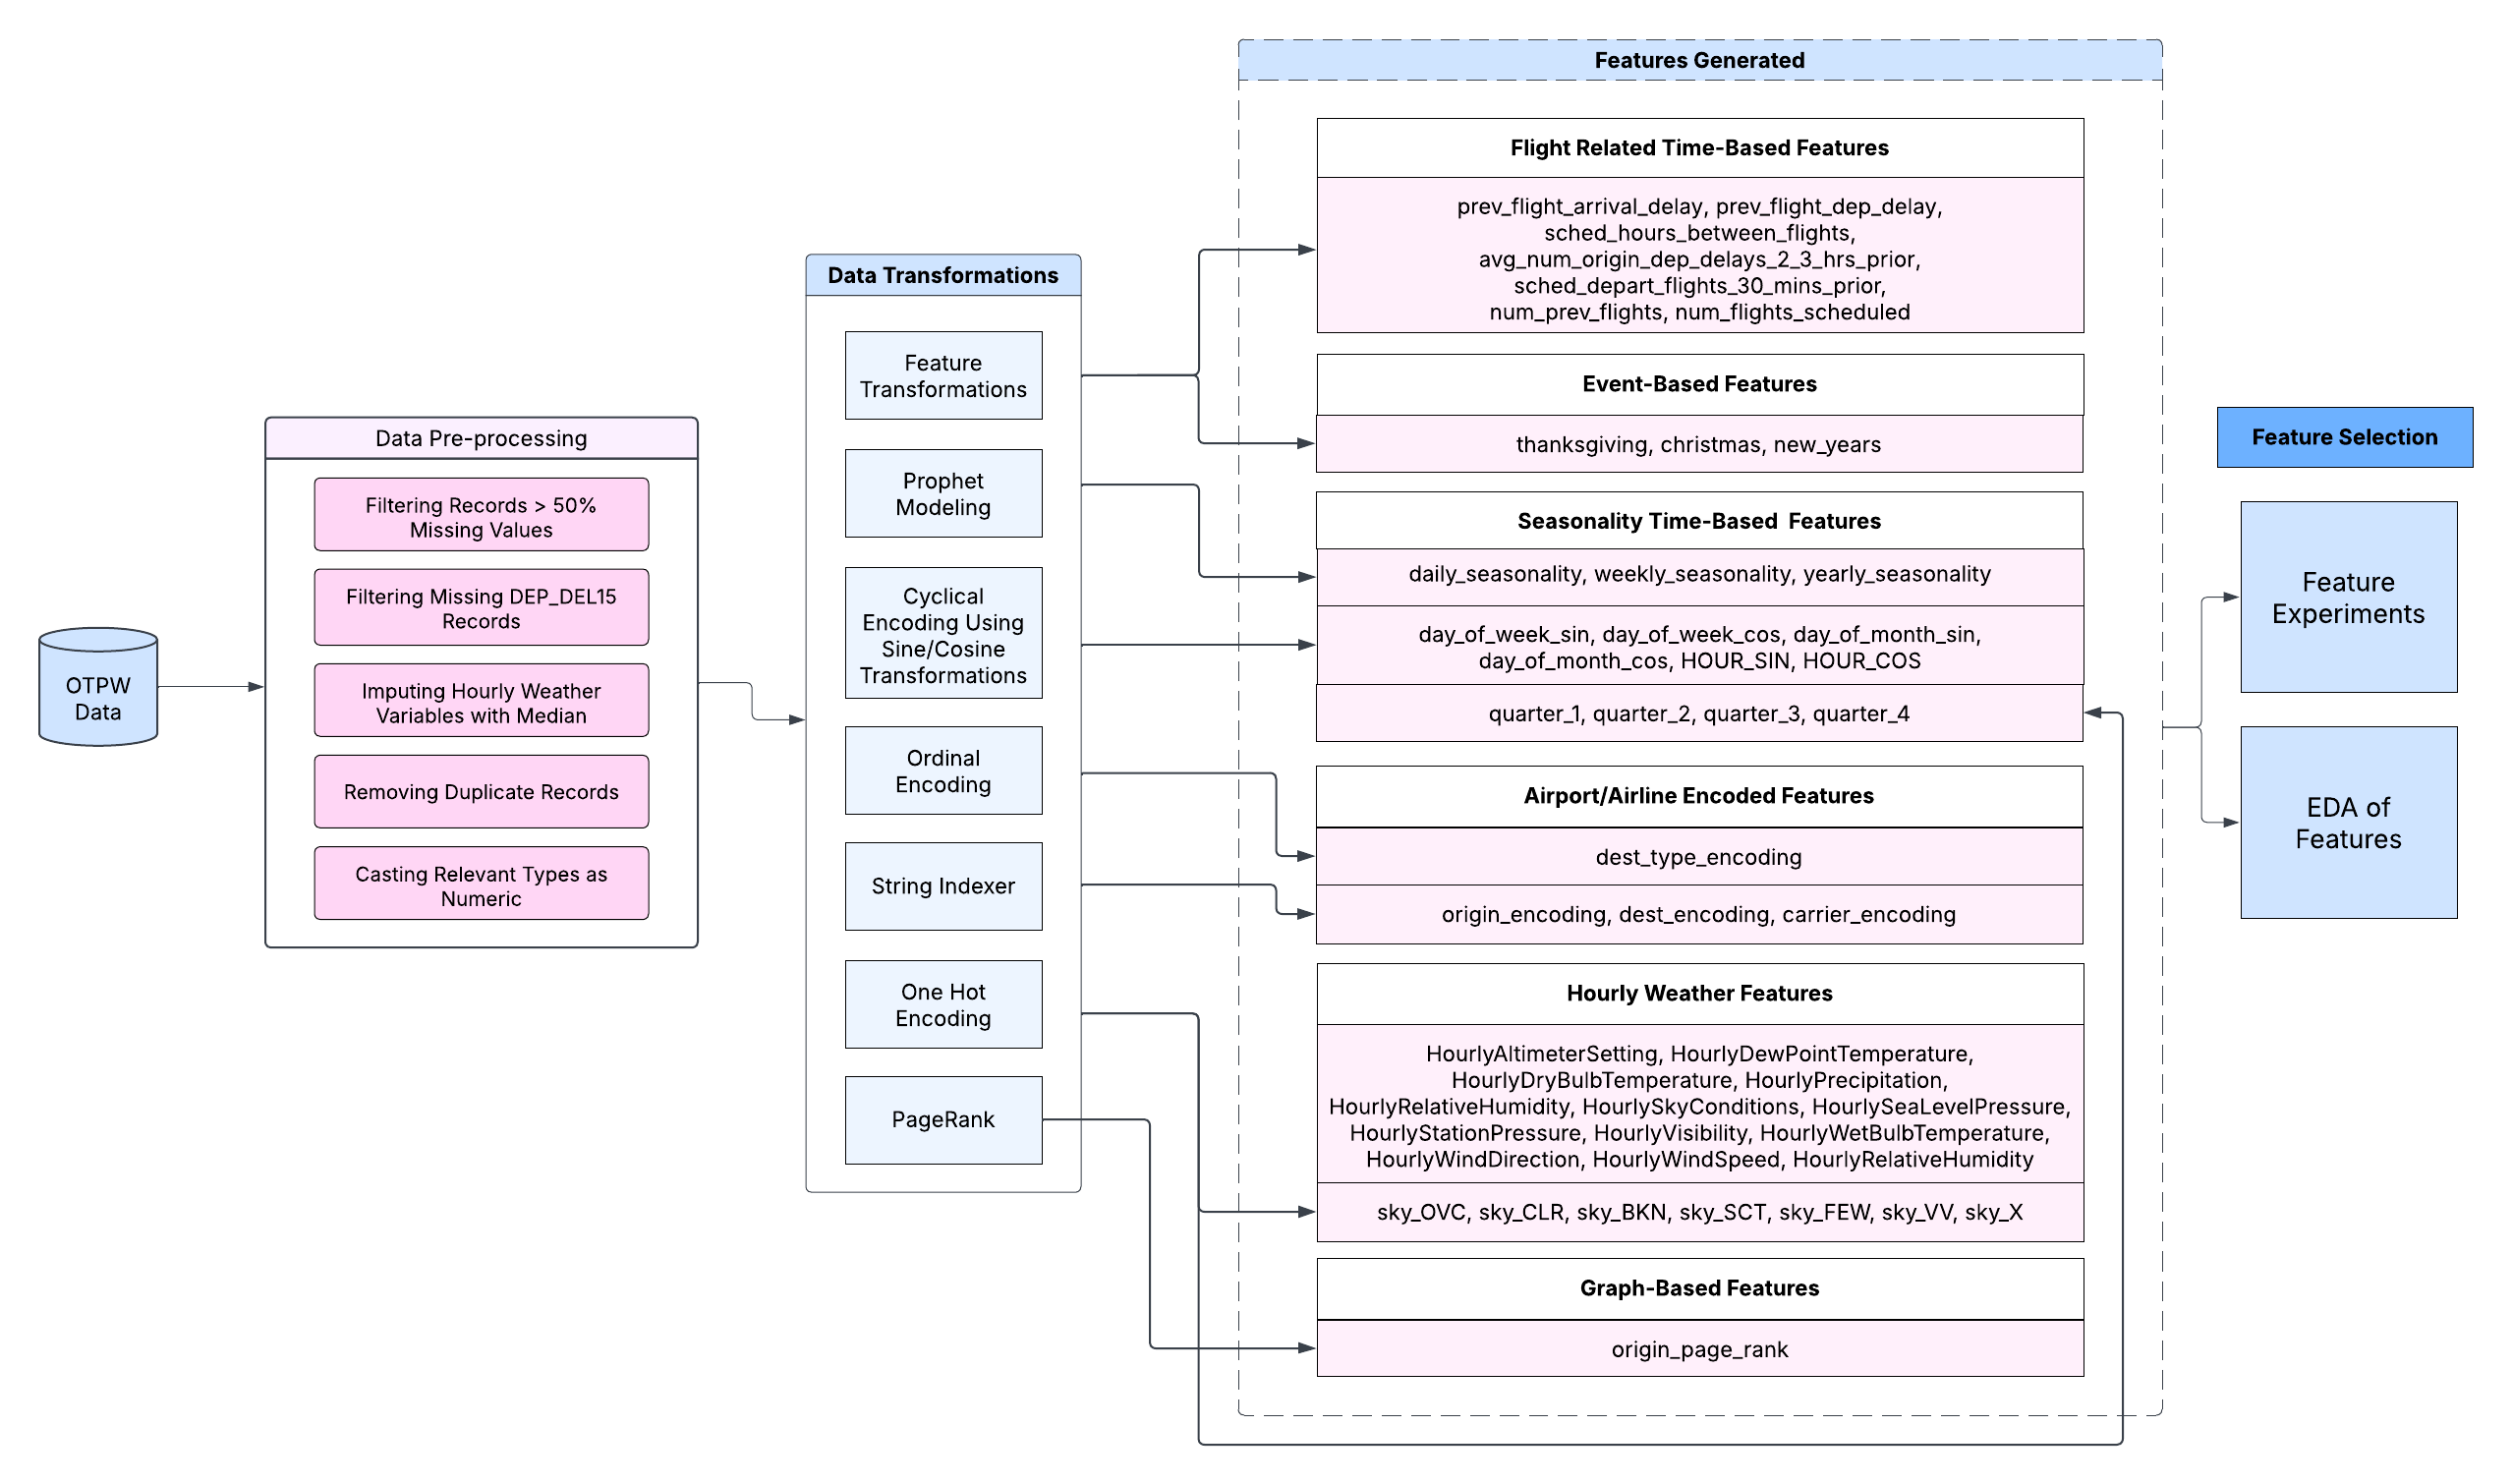 OTPW
Data
Data Pre-processing
Filtering Records > 50%
Missing Values
Filtering Missing DEP_DEL15
Records
Imputing Hourly Weather
Variables with Median
Removing Duplicate Records
Casting Relevant Types as
Numeric
Data Transformations
Feature
Transformations
Prophet
Modeling
Cyclical
Encoding Using
Sine/Cosine
Transformations
Ordinal
Encoding
String Indexer
One Hot
Encoding
PageRank
Features Generated
Flight Related Time-Based Features
prev_flight_arrival_delay, prev_flight_dep_delay,
sched_hours_between_flights,
avg_num_origin_dep_delays_2_3_hrs_prior,
sched_depart_flights_30_mins_prior,
num_prev_flights, num_flights_scheduled
Event-Based Features
thanksgiving, christmas, new_years
Seasonality Time-Based  Features
daily_seasonality, weekly_seasonality, yearly_seasonality
day_of_week_sin, day_of_week_cos, day_of_month_sin,
day_of_month_cos, HOUR_SIN, HOUR_COS
quarter_1, quarter_2, quarter_3, quarter_4
Airport/Airline Encoded Features
dest_type_encoding
origin_encoding, dest_encoding, carrier_encoding
Hourly Weather Features
HourlyAltimeterSetting, HourlyDewPointTemperature,
HourlyDryBulbTemperature, HourlyPrecipitation,
HourlyRelativeHumidity, HourlySkyConditions, HourlySeaLevelPressure,
HourlyStationPressure, HourlyVisibility, HourlyWetBulbTemperature,
HourlyWindDirection, HourlyWindSpeed, HourlyRelativeHumidity
sky_OVC, sky_CLR, sky_BKN, sky_SCT, sky_FEW, sky_VV, sky_X
Graph-Based Features
origin_page_rank
Feature Selection
Feature
Experiments
EDA of
Features